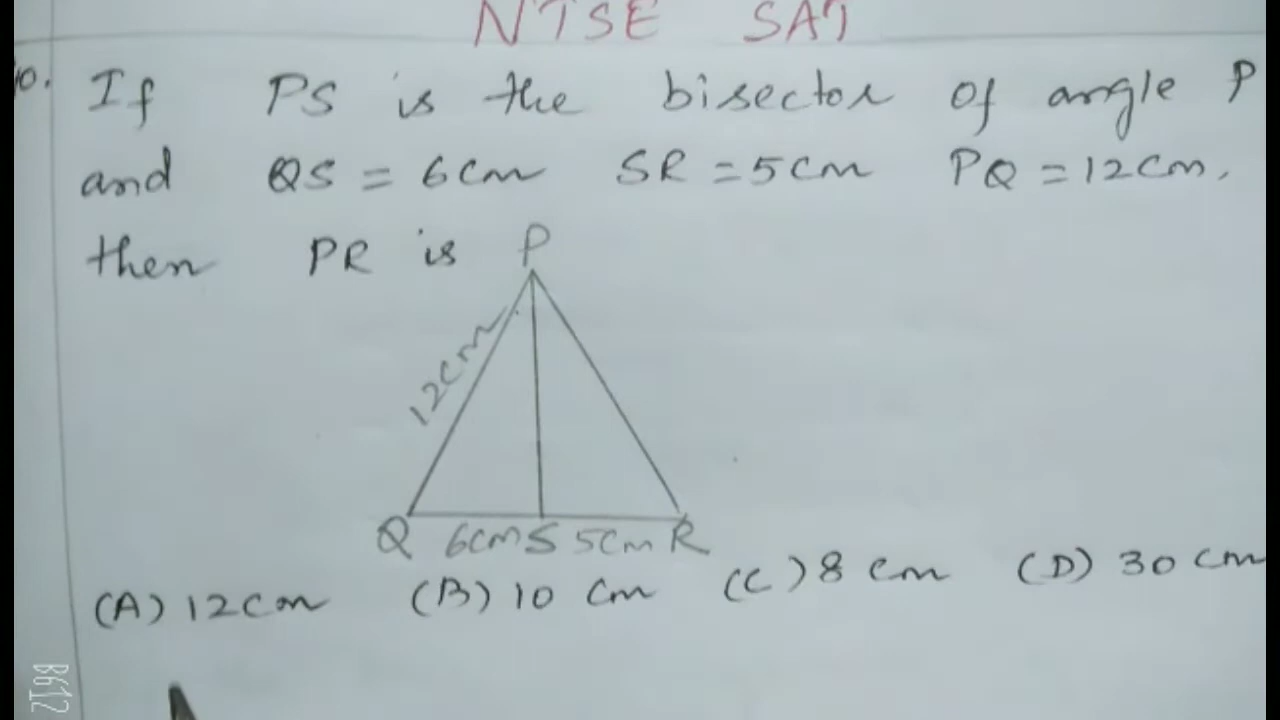 NTSE SAT
10. If PS is the bisector of angle P
and QS = 6cm SR = 5cm PQ = 12cm.
then PR is
P
12cm
Q 6cm S 5cm R
(A) 12cm (B) 10 cm (C) 8 cm (D) 30 cm
B612